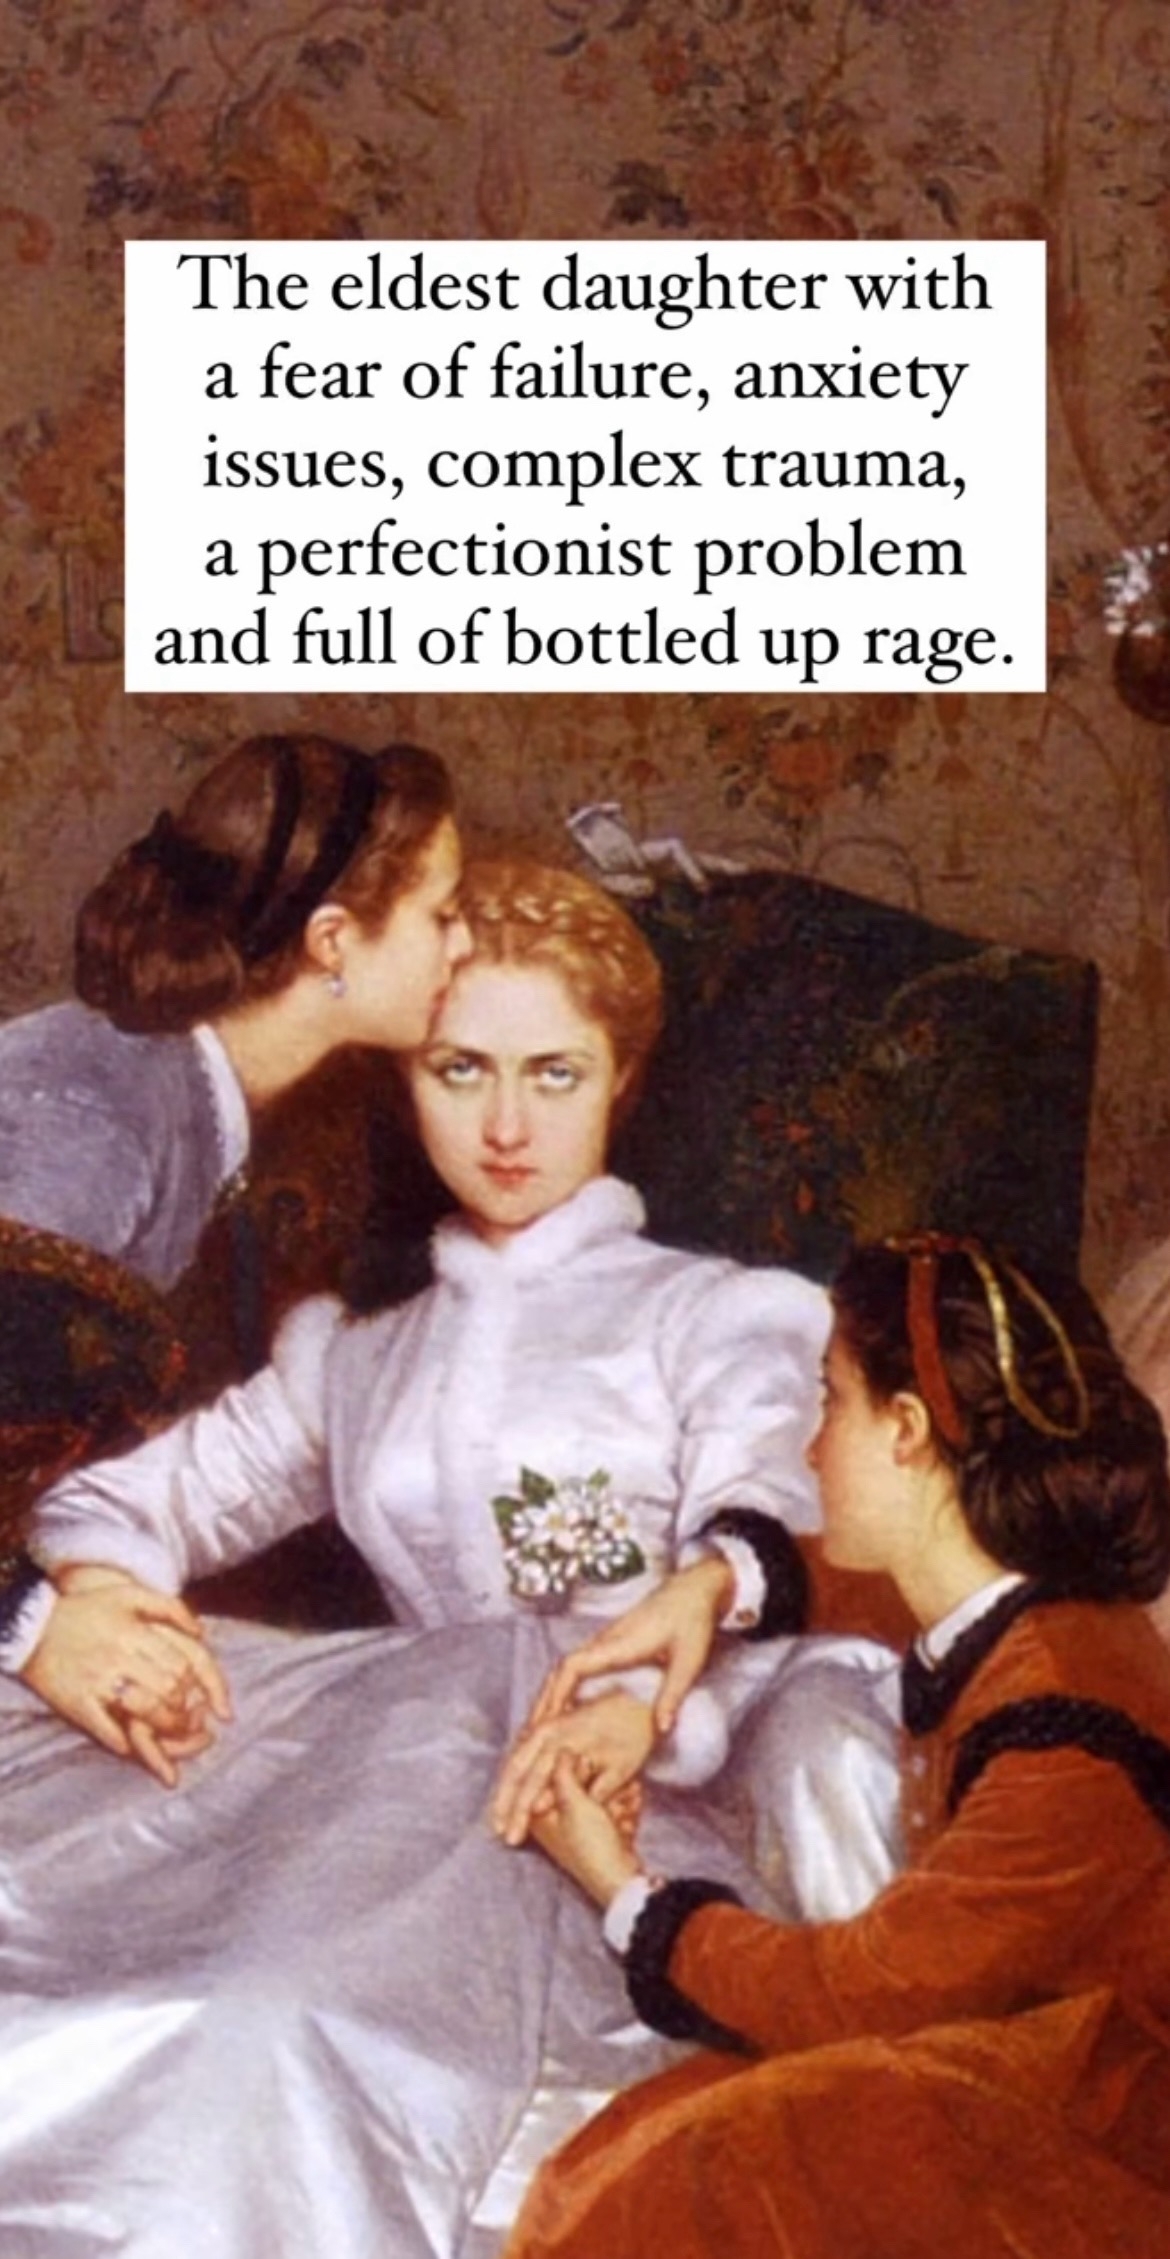 The eldest daughter with
a fear of failure, anxiety
issues, complex trauma,
a perfectionist problem
and full of bottled up rage.